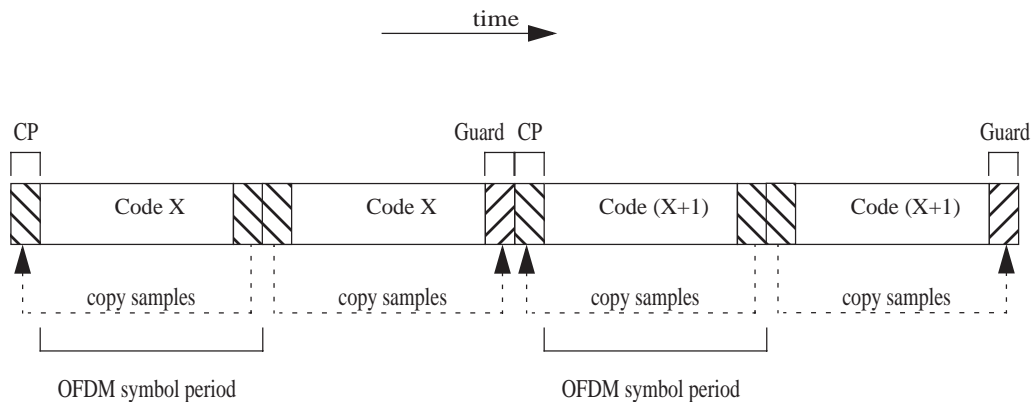 time
CP Guard CP Guard
Code X Code X Code (X+1) Code (X+1)
copy samples copy samples copy samples copy samples
OFDM symbol period OFDM symbol period